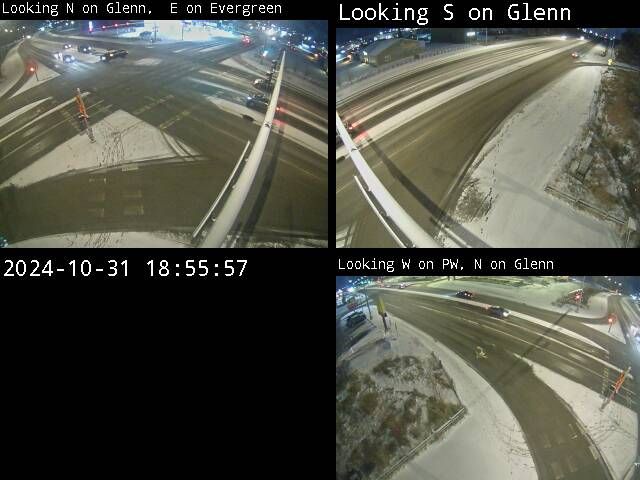 Looking N on Glenn,  E on Evergreen
Looking S on Glenn
2024-10-31 18:55:57
Looking W on PW, N on Glenn